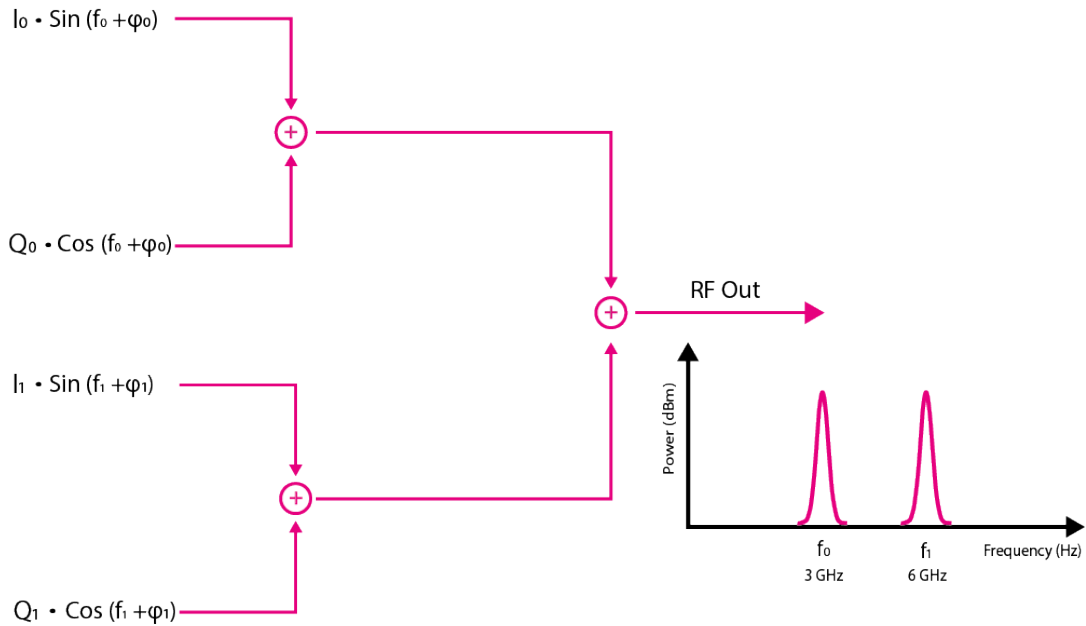 I₀ • Sin (f₀ +φ₀)
+
Q₀ • Cos (f₀ +φ₀)
RF Out
+
I₁ • Sin (f₁ +φ₁)
+
Q₁ • Cos (f₁ +φ₁)
Power (dBm)
f₀ f₁ Frequency (Hz)
3 GHz 6 GHz